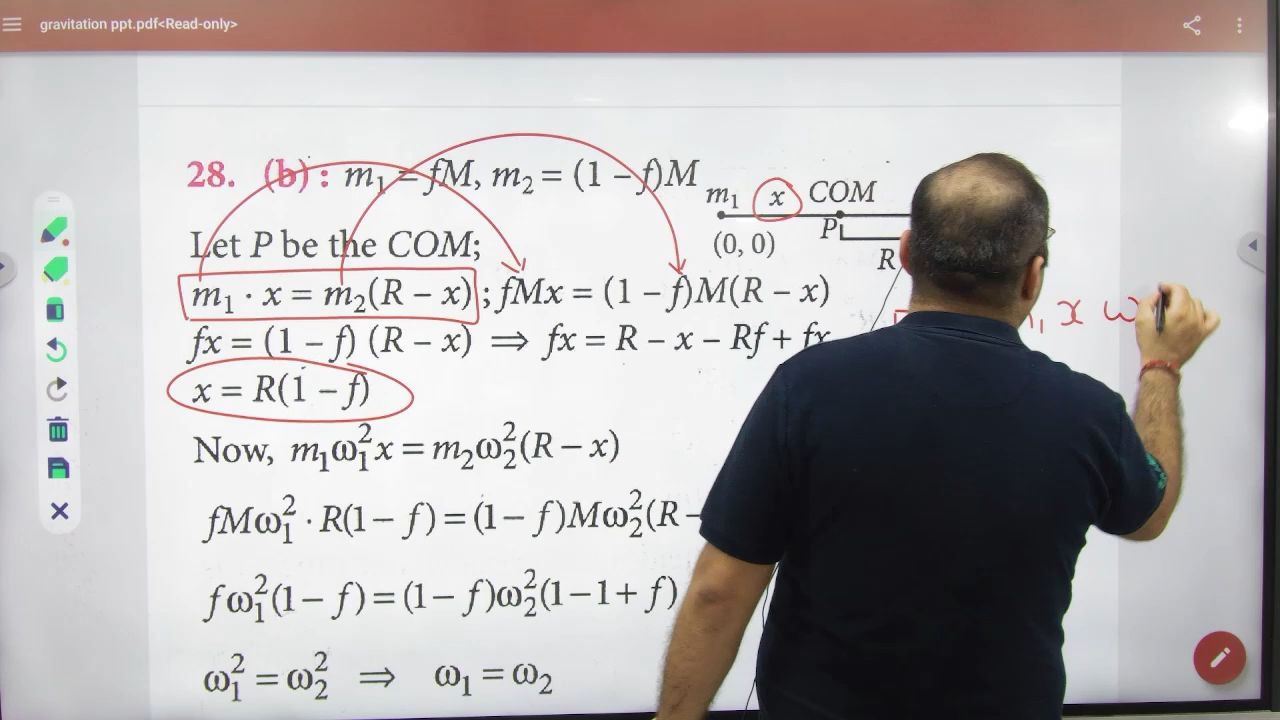 gravitation ppt.pdf<Read-only>
28. (b) : m₁ = fM, m₂ = (1 – f)M
m₁ x COM
Let P be the COM;
(0, 0) P
R
m₁ · x = m₂(R – x) ; fMx = (1 – f)M(R – x)
x ω
fx = (1 – f) (R – x) ⇒ fx = R – x – Rf + fx
x = R(1 – f)
Now, m₁ω₁²x = m₂ω₂²(R – x)
fMω₁² · R(1 – f) = (1 – f)Mω₂²(R –
fω₁²(1 – f) = (1 – f)ω₂²(1 – 1 + f)
ω₁² = ω₂² ⇒ ω₁ = ω₂